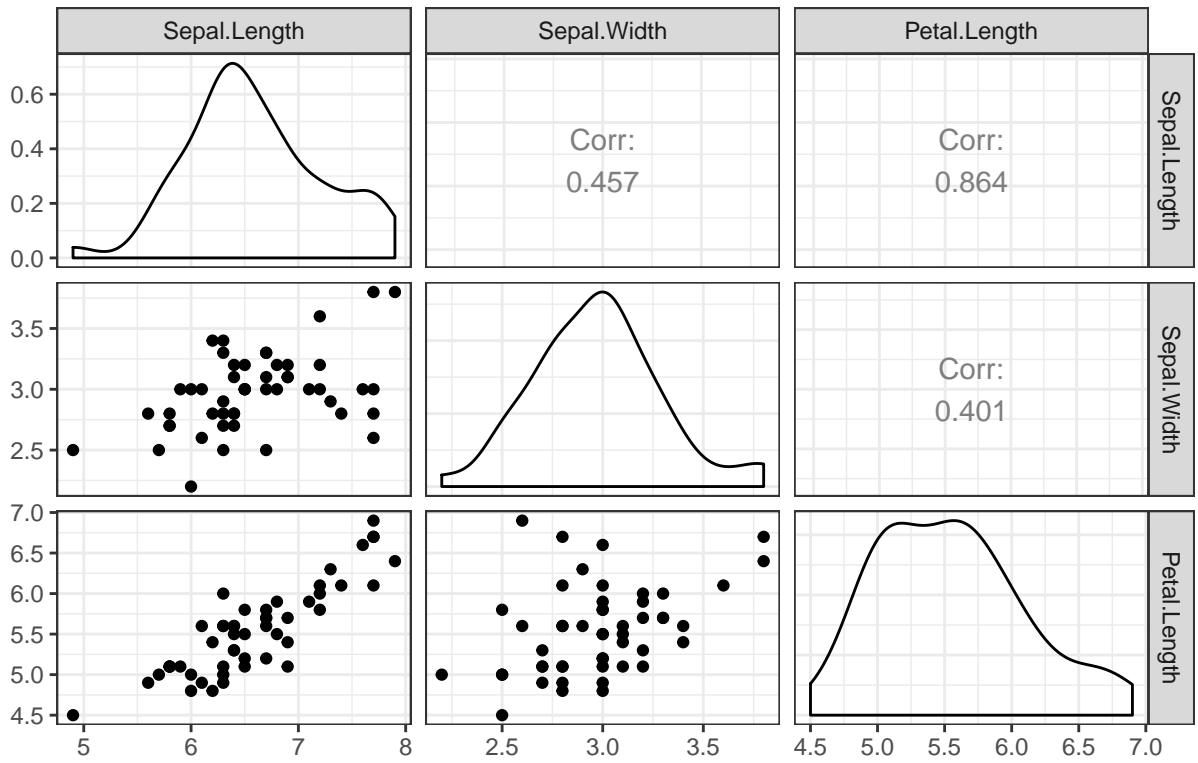 Sepal.Length Sepal.Width Petal.Length
0.6
0.4
0.2
0.0
Corr:
0.457
Corr:
0.864
Sepal.Length
3.5
3.0
2.5
Corr:
0.401
Sepal.Width
7.0
6.5
6.0
5.5
5.0
4.5
Petal.Length
5 6 7 8
2.5 3.0 3.5
4.5 5.0 5.5 6.0 6.5 7.0